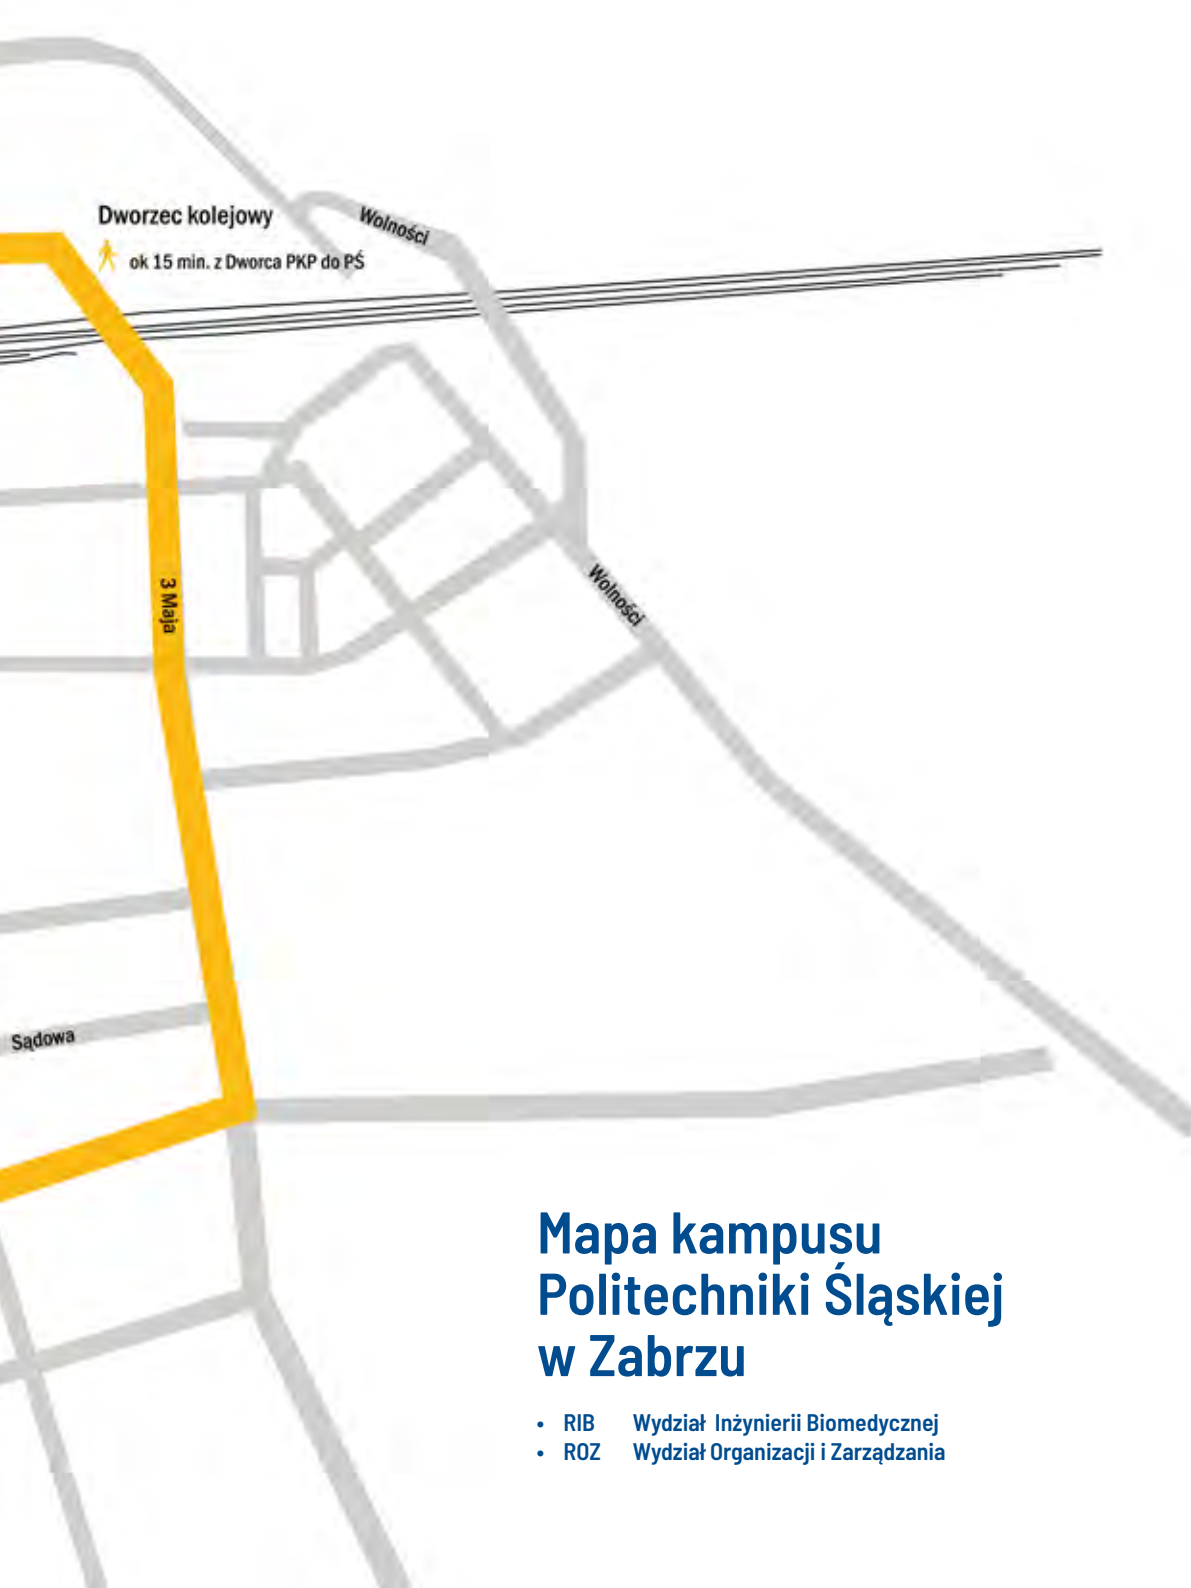 Dworzec kolejowy
ok 15 min. z Dworca PKP do PŚ
Wolności
3 Maja
Wolności
Sądowa
Mapa kampusu
Politechniki Śląskiej
w Zabrzu
• RIB Wydział Inżynierii Biomedycznej
• ROZ Wydział Organizacji i Zarządzania